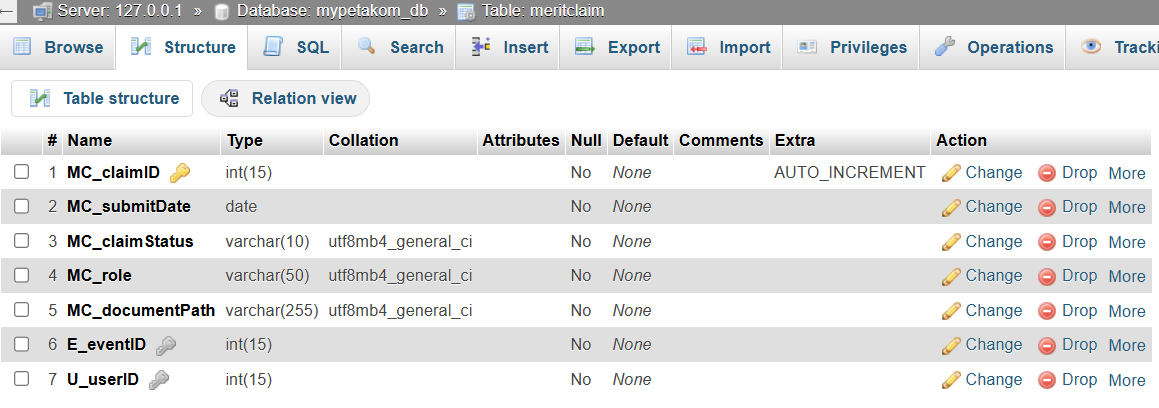 Server: 127.0.0.1 » Database: mypetakom_db » Table: meritclaim
Browse Structure SQL Search Insert Export Import Privileges Operations Tracki
Table structure Relation view
# Name Type Collation Attributes Null Default Comments Extra Action
1 MC_claimID int(15) No None AUTO_INCREMENT Change Drop More
2 MC_submitDate date No None Change Drop More
3 MC_claimStatus varchar(10) utf8mb4_general_ci No None Change Drop More
4 MC_role varchar(50) utf8mb4_general_ci No None Change Drop More
5 MC_documentPath varchar(255) utf8mb4_general_ci No None Change Drop More
6 E_eventID int(15) No None Change Drop More
7 U_userID int(15) No None Change Drop More